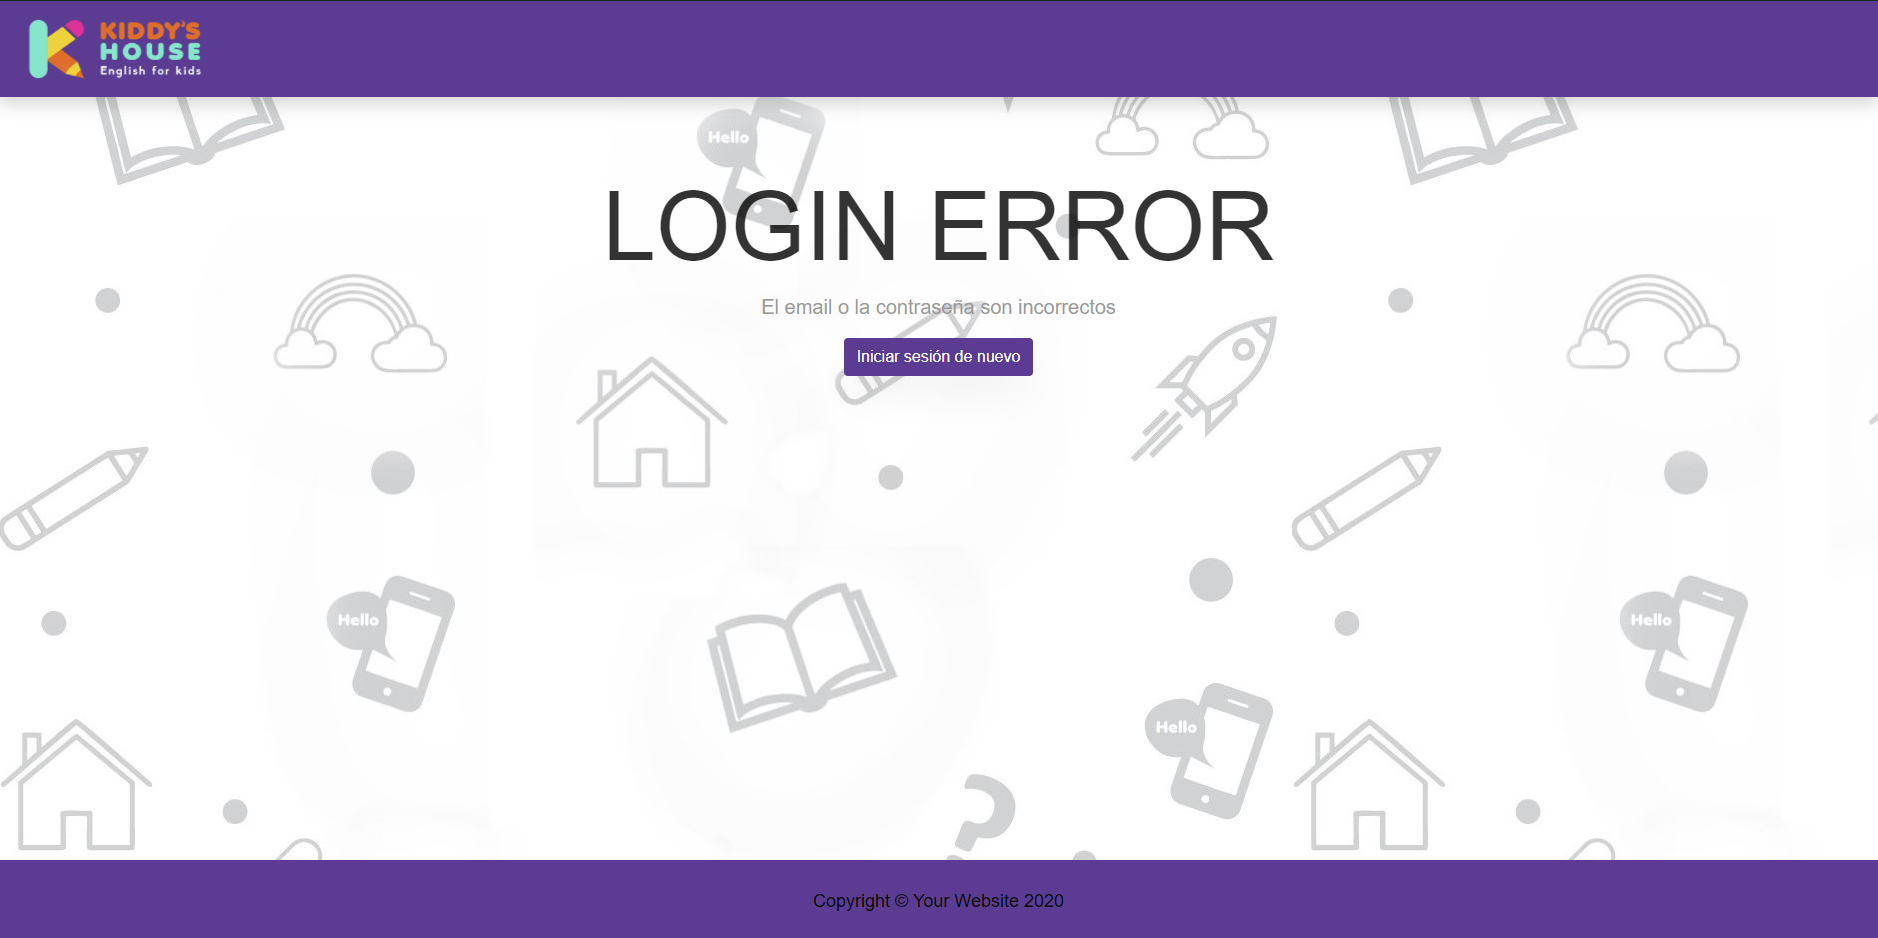 KIDDY'S
HOUSE
English for kids
Hello
LOGIN ERROR
El email o la contraseña son incorrectos
Iniciar sesión de nuevo
Hello
Hello
Hello
Copyright © Your Website 2020